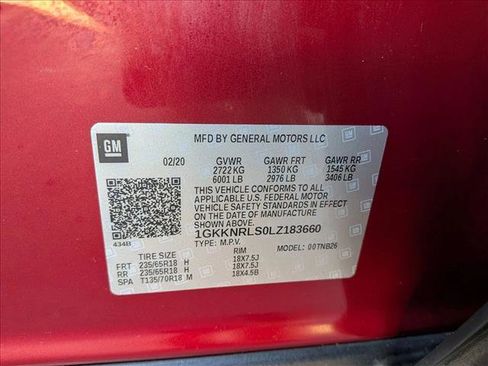 GM
MFD BY GENERAL MOTORS LLC
02/20 GVWR GAWR FRT GAWR RR
2722 KG 1350 KG 1545 KG
6001 LB 2976 LB 3406 LB
THIS VEHICLE CONFORMS TO ALL
APPLICABLE U.S. FEDERAL MOTOR
VEHICLE SAFETY STANDARDS IN
EFFECT ON THE DATE OF MANUFACTURE
SHOWN ABOVE.
1GKKNRLS0LZ183660
TYPE: M.P.V. MODEL: 00TNB26
434B
TIRE SIZE RIM
FRT 235/65R18 H 18X7.5J
RR 235/65R18 H 18X7.5J
SPA T135/70R18 M 18X4.5B